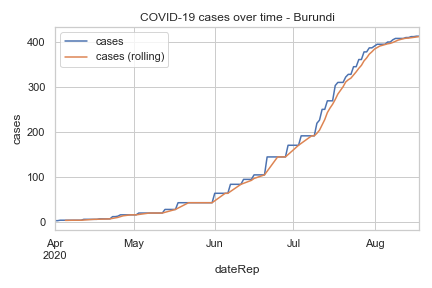 COVID-19 cases over time - Burundi
cases
cases (rolling)
400
300
200
100
0
cases
Apr
2020
May
Jun
Jul
Aug
dateRep